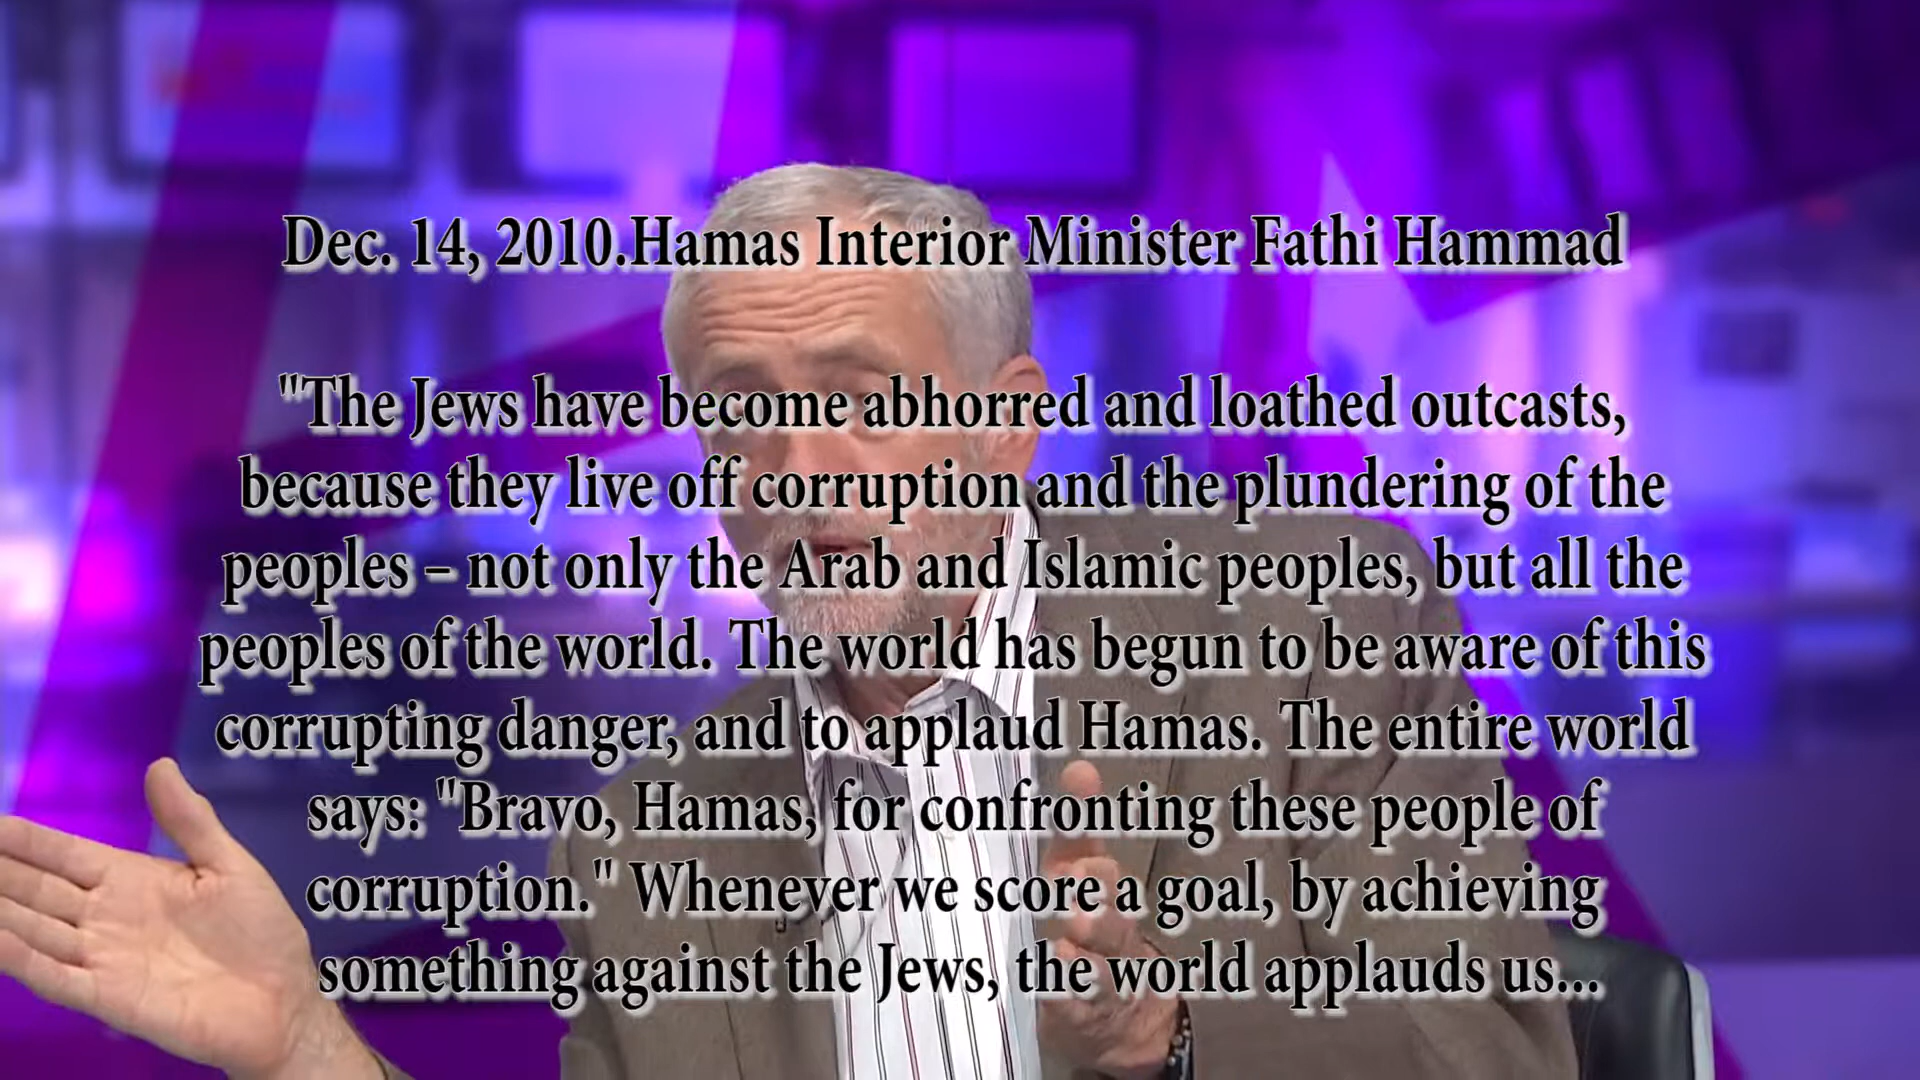 Dec. 14, 2010.Hamas Interior Minister Fathi Hammad
"The Jews have become abhorred and loathed outcasts,
because they live off corruption and the plundering of the
peoples – not only the Arab and Islamic peoples, but all the
peoples of the world. The world has begun to be aware of this
corrupting danger, and to applaud Hamas. The entire world
says: "Bravo, Hamas, for confronting these people of
corruption." Whenever we score a goal, by achieving
something against the Jews, the world applauds us...